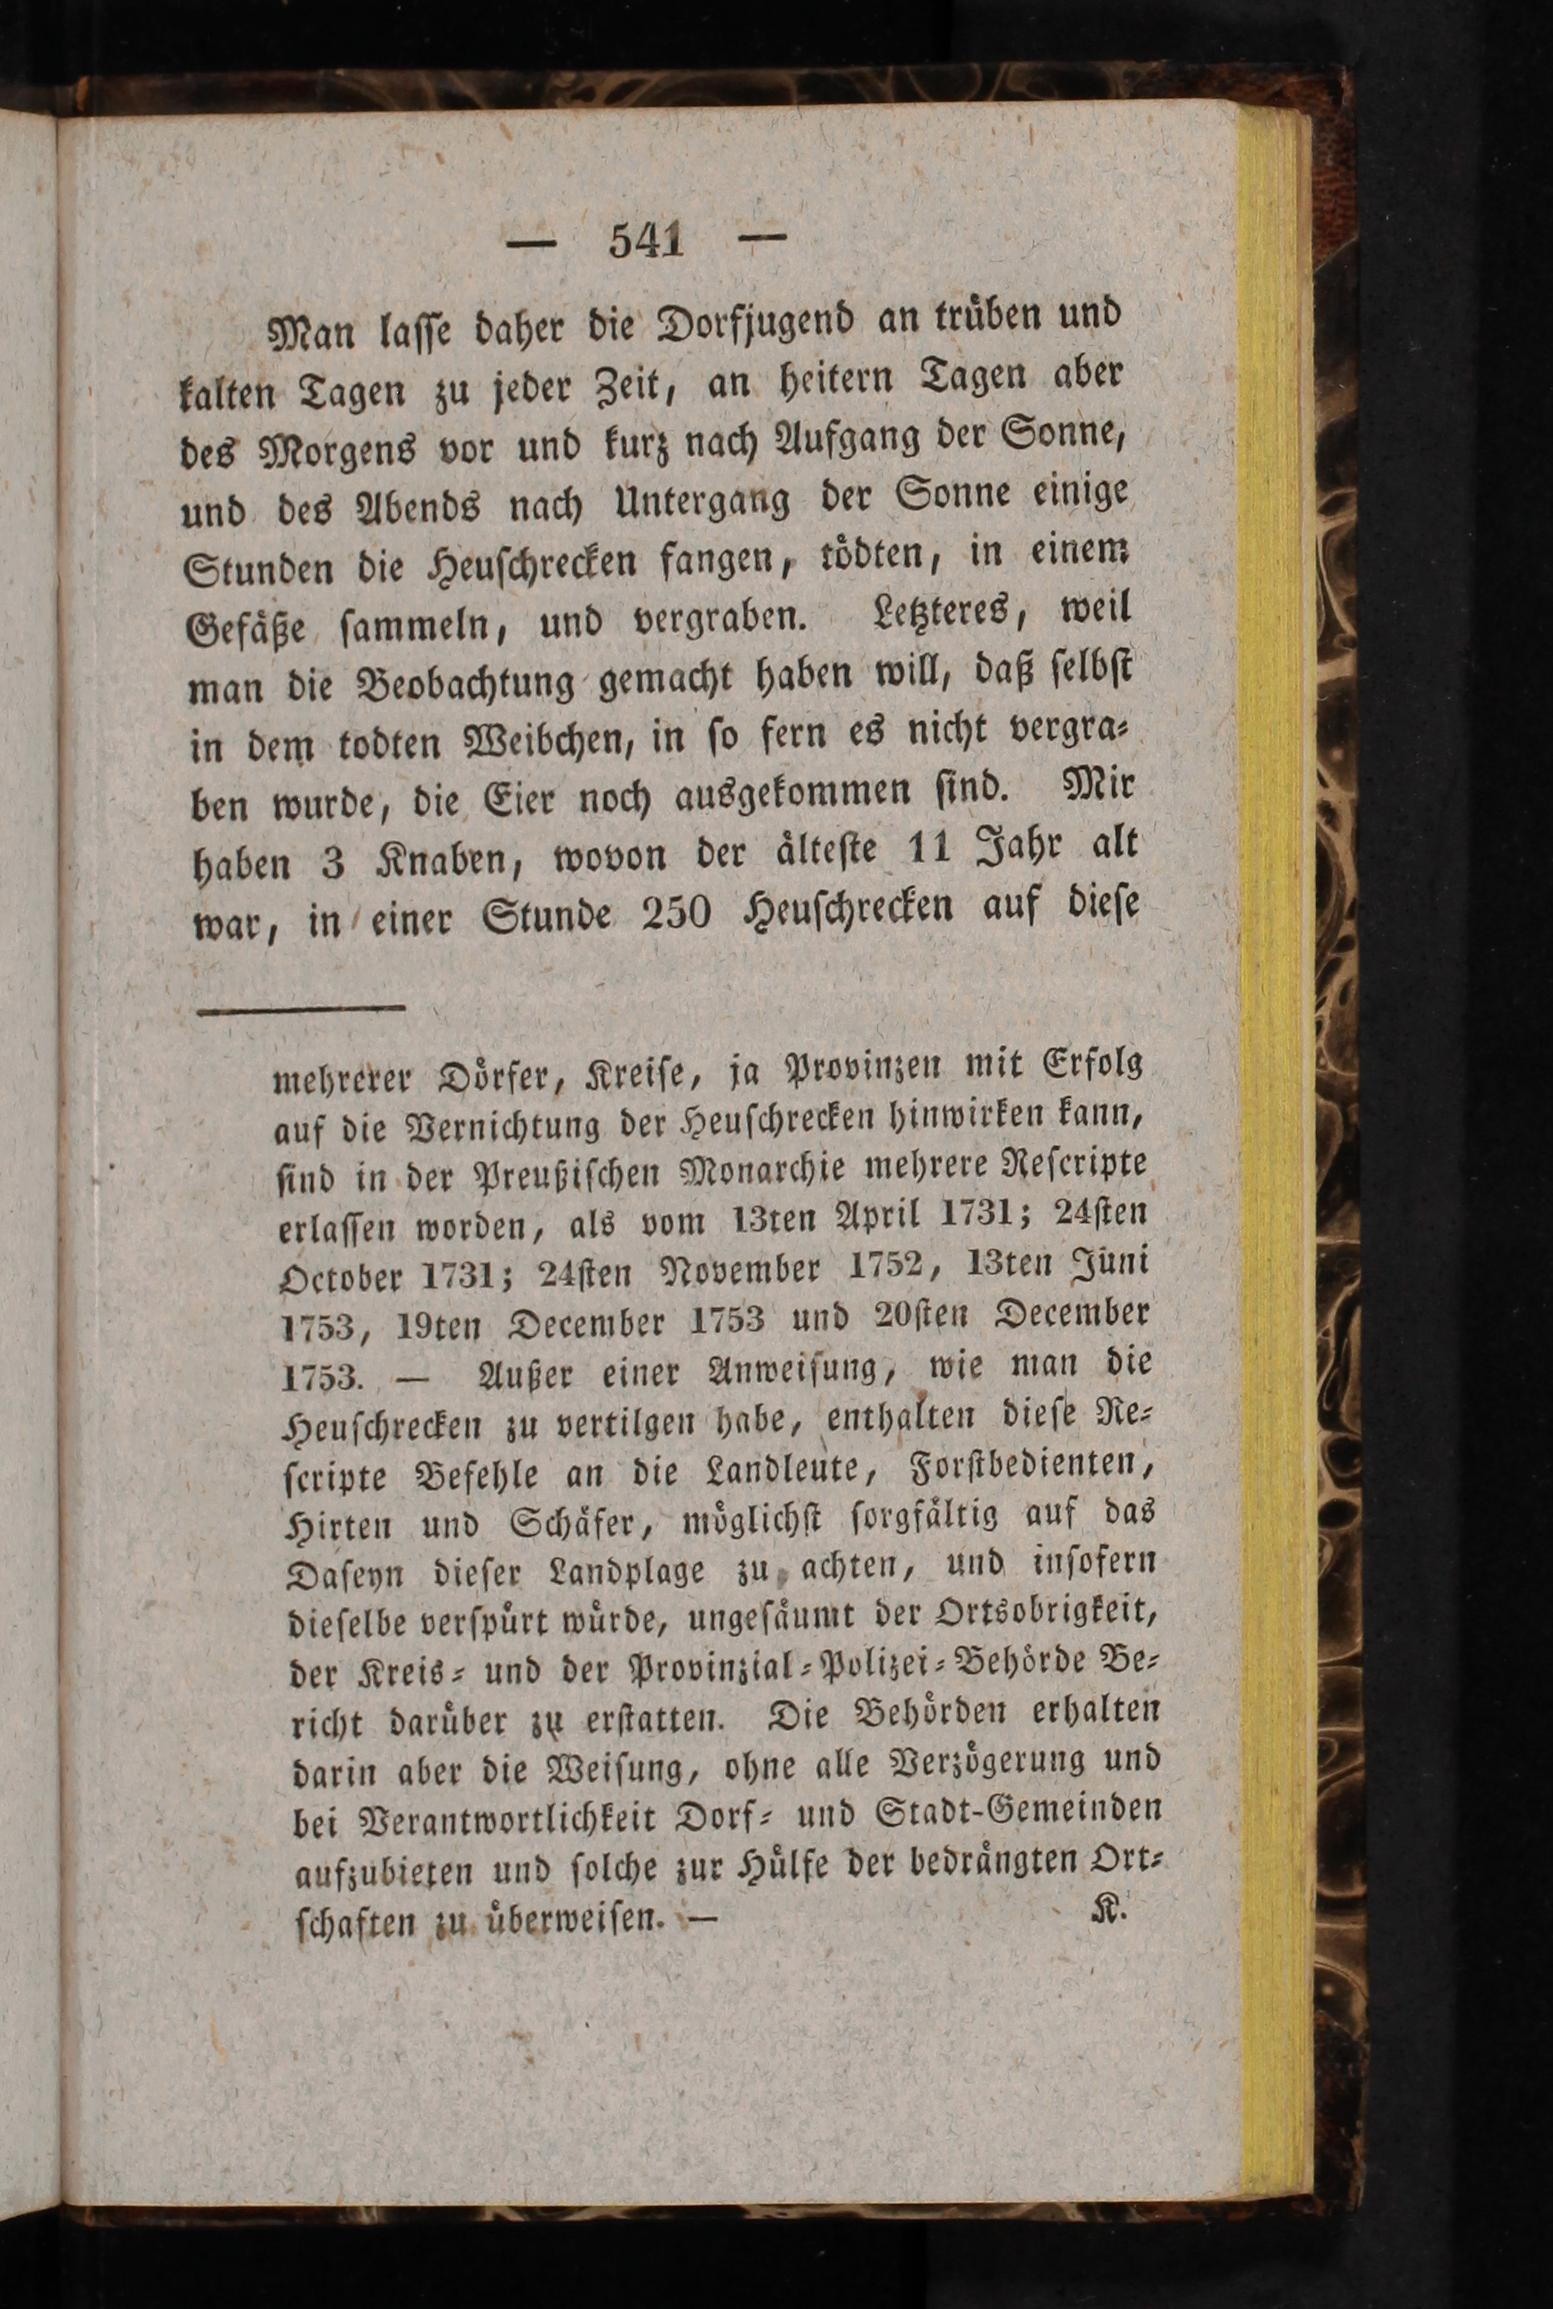 — 541 —
Man lasse daher die Dorfjugend an trüben und
kalten Tagen zu jeder Zeit, an heitern Tagen aber
des Morgens vor und kurz nach Aufgang der Sonne,
und des Abends nach Untergang der Sonne einige
Stunden die Heuschrecken fangen, tödten, in einem
Gefäße sammeln, und vergraben. Letzteres, weil
man die Beobachtung gemacht haben will, daß selbst
in dem todten Weibchen, in so fern es nicht vergra-
ben wurde, die Eier noch ausgekommen sind. Mir
haben 3 Knaben, wovon der älteste 11 Jahr alt
war, in einer Stunde 250 Heuschrecken auf diese
mehrerer Dörfer, Kreise, ja Provinzen mit Erfolg
auf die Vernichtung der Heuschrecken hinwirken kann,
sind in der Preußischen Monarchie mehrere Rescripte
erlassen worden, als vom 13ten April 1731; 24sten
October 1731; 24sten November 1752, 13ten Juni
1753, 19ten December 1753 und 20sten December
1753. — Außer einer Anweisung, wie man die
Heuschrecken zu vertilgen habe, enthalten diese Re-
scripte Befehle an die Landleute, Forstbedienten,
Hirten und Schäfer, möglichst sorgfältig auf das
Daseyn dieser Landplage zu achten, und insofern
dieselbe verspürt würde, ungesäumt der Ortsobrigkeit,
der Kreis- und der Provinzial-Polizei-Behörde Be-
richt darüber zu erstatten. Die Behörden erhalten
darin aber die Weisung, ohne alle Verzögerung und
bei Verantwortlichkeit Dorf- und Stadt-Gemeinden
aufzubieten und solche zur Hülfe der bedrängten Ort-
schaften zu überweisen. — K.